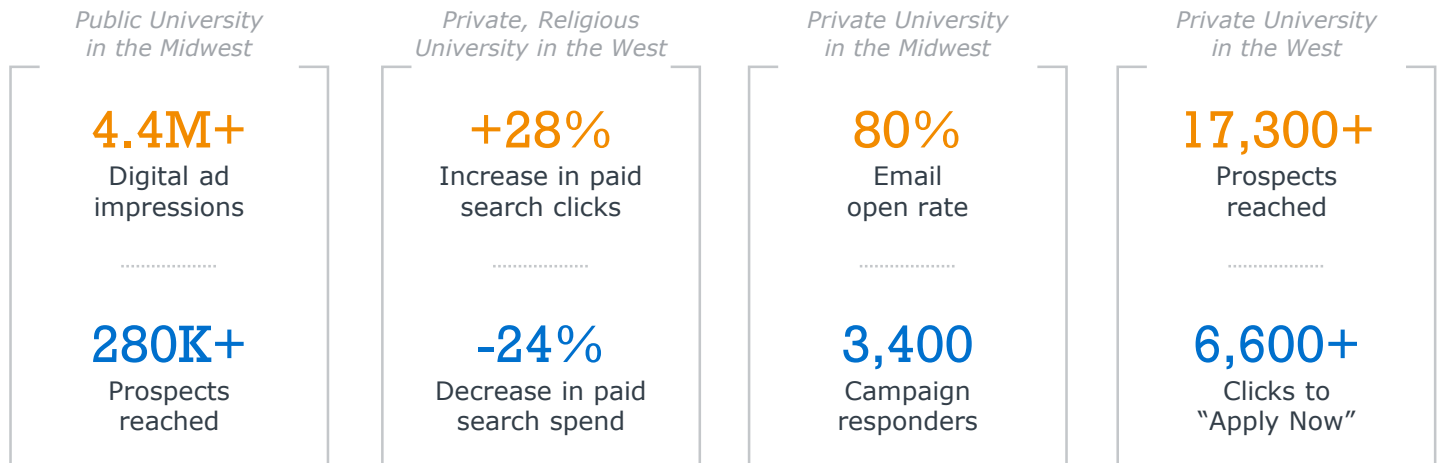 Public University
in the Midwest
4.4M+
Digital ad
impressions
280K+
Prospects
reached
Private, Religious
University in the West
+28%
Increase in paid
search clicks
-24%
Decrease in paid
search spend
Private University
in the Midwest
80%
Email
open rate
3,400
Campaign
responders
Private University
in the West
17,300+
Prospects
reached
6,600+
Clicks to
“Apply Now”